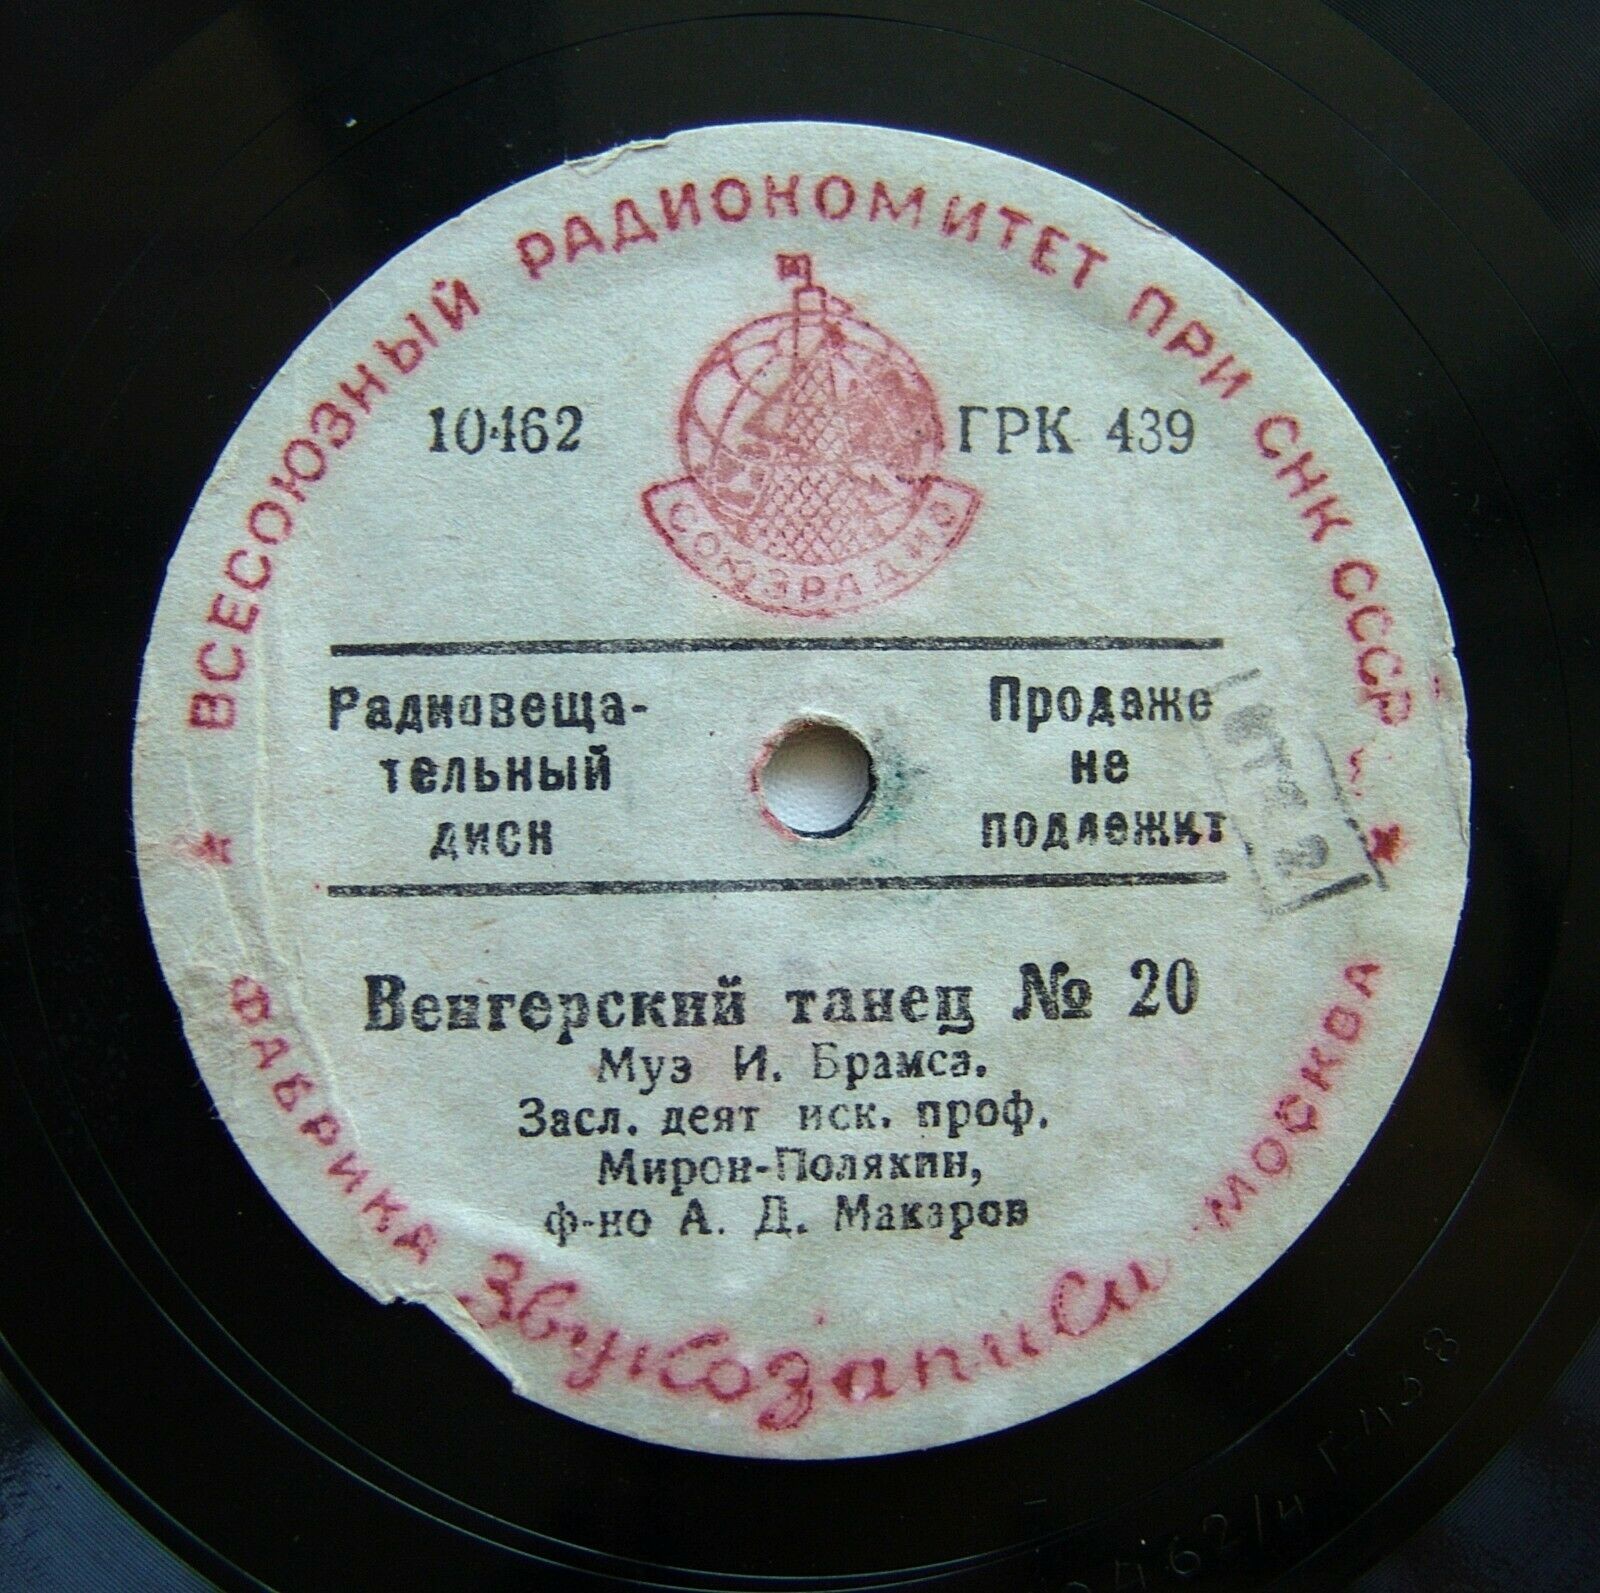 ВСЕСОЮЗНЫЙ РАДИОКОМИТЕТ ПРИ СНК СССР
10462
ГРК 439
СОЮЗРАДИО
Радиовеща-
тельный
диск
Продаже
не
подлежит
Венгерский танец № 20
Муз И. Брамса.
Засл. деят иск. проф.
Мирон-Полякин,
ф-но А. Д. Макаров
ФАБРИКА Звукозаписи МОСКВА